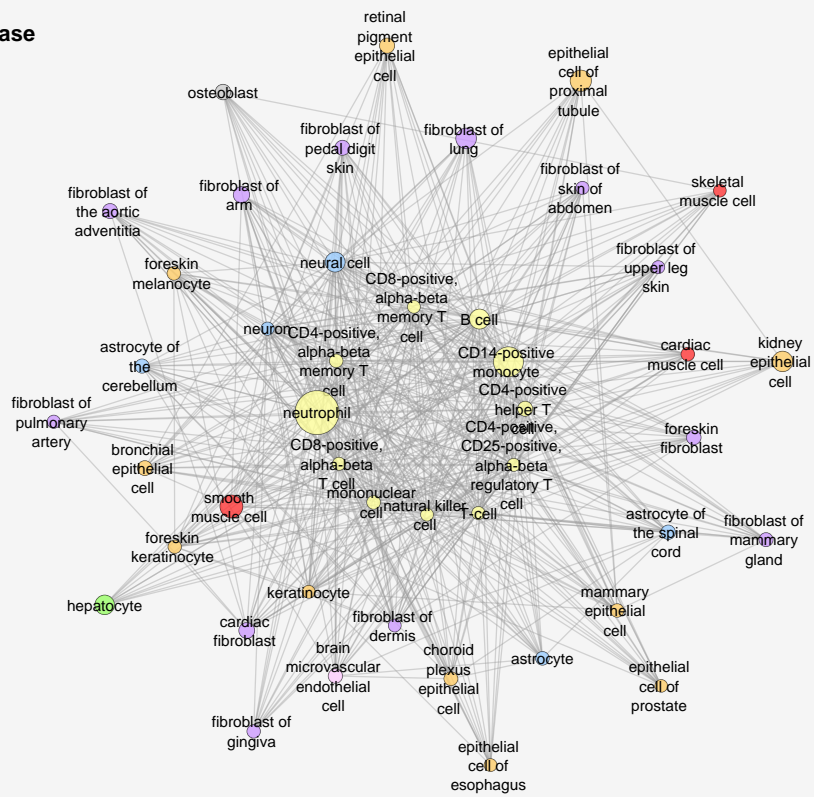 ase
retinal
pigment
epithelial
cell
epithelial
cell of
proximal
tubule
osteoblast
fibroblast of
pedal digit
skin
fibroblast of
lung
fibroblast of
skin of
abdomen
skeletal
muscle cell
fibroblast of
arm
fibroblast of
the aortic
adventitia
foreskin
melanocyte
neural cell
fibroblast of
upper leg
skin
CD8-positive,
alpha-beta
memory T
cell
B cell
neuron
CD4-positive,
alpha-beta
memory T
cell
CD14-positive
monocyte
cardiac
muscle cell
kidney
epithelial
cell
astrocyte of
the
cerebellum
CD4-positive
helper T
cell
neutrophil
fibroblast of
pulmonary
artery
CD4-positive,
CD25-positive,
alpha-beta
regulatory T
cell
foreskin
fibroblast
bronchial
epithelial
cell
CD8-positive,
alpha-beta
T cell
smooth
muscle cell
mononuclear
cell
natural killer
cell
T-cell
astrocyte of
the spinal
cord
fibroblast of
mammary
gland
foreskin
keratinocyte
hepatocyte
keratinocyte
mammary
epithelial
cell
cardiac
fibroblast
fibroblast of
dermis
brain
microvascular
endothelial
cell
choroid
plexus
epithelial
cell
astrocyte
epithelial
cell of
prostate
fibroblast of
gingiva
epithelial
cell of
esophagus